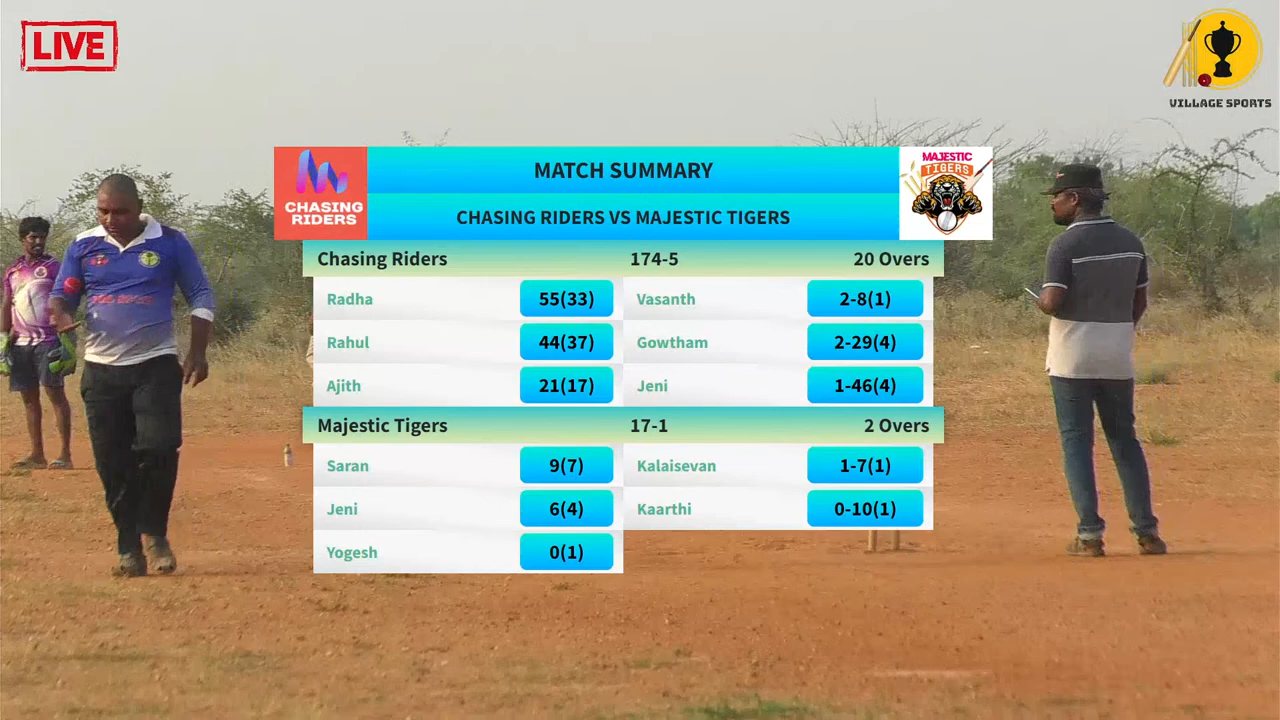 LIVE
VILLAGE SPORTS
CHASING
RIDERS
MATCH SUMMARY
MAJESTIC
TIGERS
CHASING RIDERS VS MAJESTIC TIGERS
Chasing Riders 174-5 20 Overs
Radha 55(33) Vasanth 2-8(1)
Rahul 44(37) Gowtham 2-29(4)
Ajith 21(17) Jeni 1-46(4)
Majestic Tigers 17-1 2 Overs
Saran 9(7) Kalaisevan 1-7(1)
Jeni 6(4) Kaarthi 0-10(1)
Yogesh 0(1)